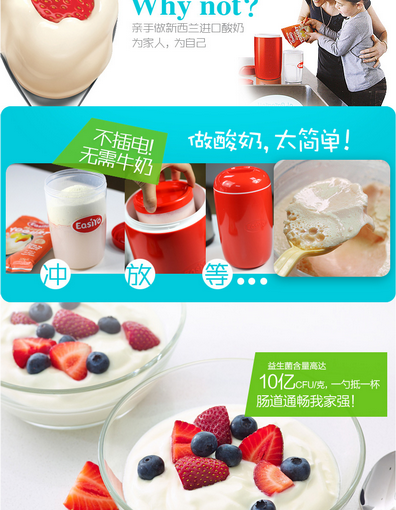 Why not?
亲手做新西兰进口酸奶
为家人，为自己
不插电!
无需牛奶
做酸奶,太简单!
EasiYo
冲 放 等...
益生菌含量高达
10亿CFU/克，一勺抵一杯
肠道通畅我家强！